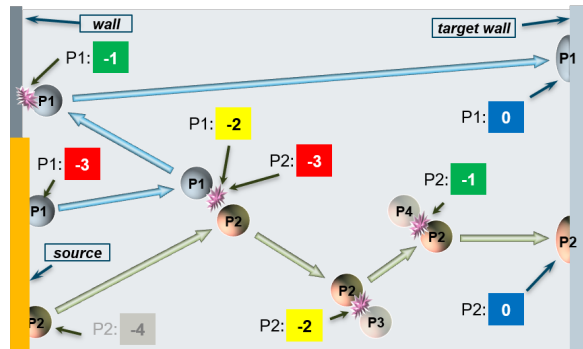 wall
target wall
P1: -1
P1
P1
P1: -2
P1: 0
P1: -3
P2: -3
P1
P2: -1
P1
P4
P2
P2
P2
source
P2
P2: 0
P2
P2: -4
P2: -2
P3